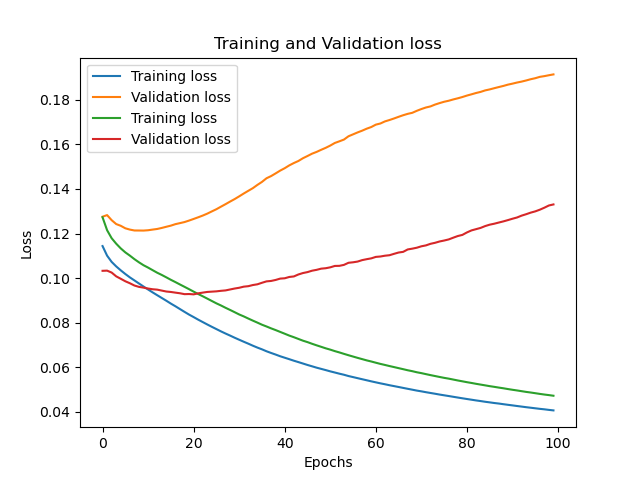 Training and Validation loss
Training loss
Validation loss
Training loss
Validation loss
Loss
0.18
0.16
0.14
0.12
0.10
0.08
0.06
0.04
0 20 40 60 80 100
Epochs